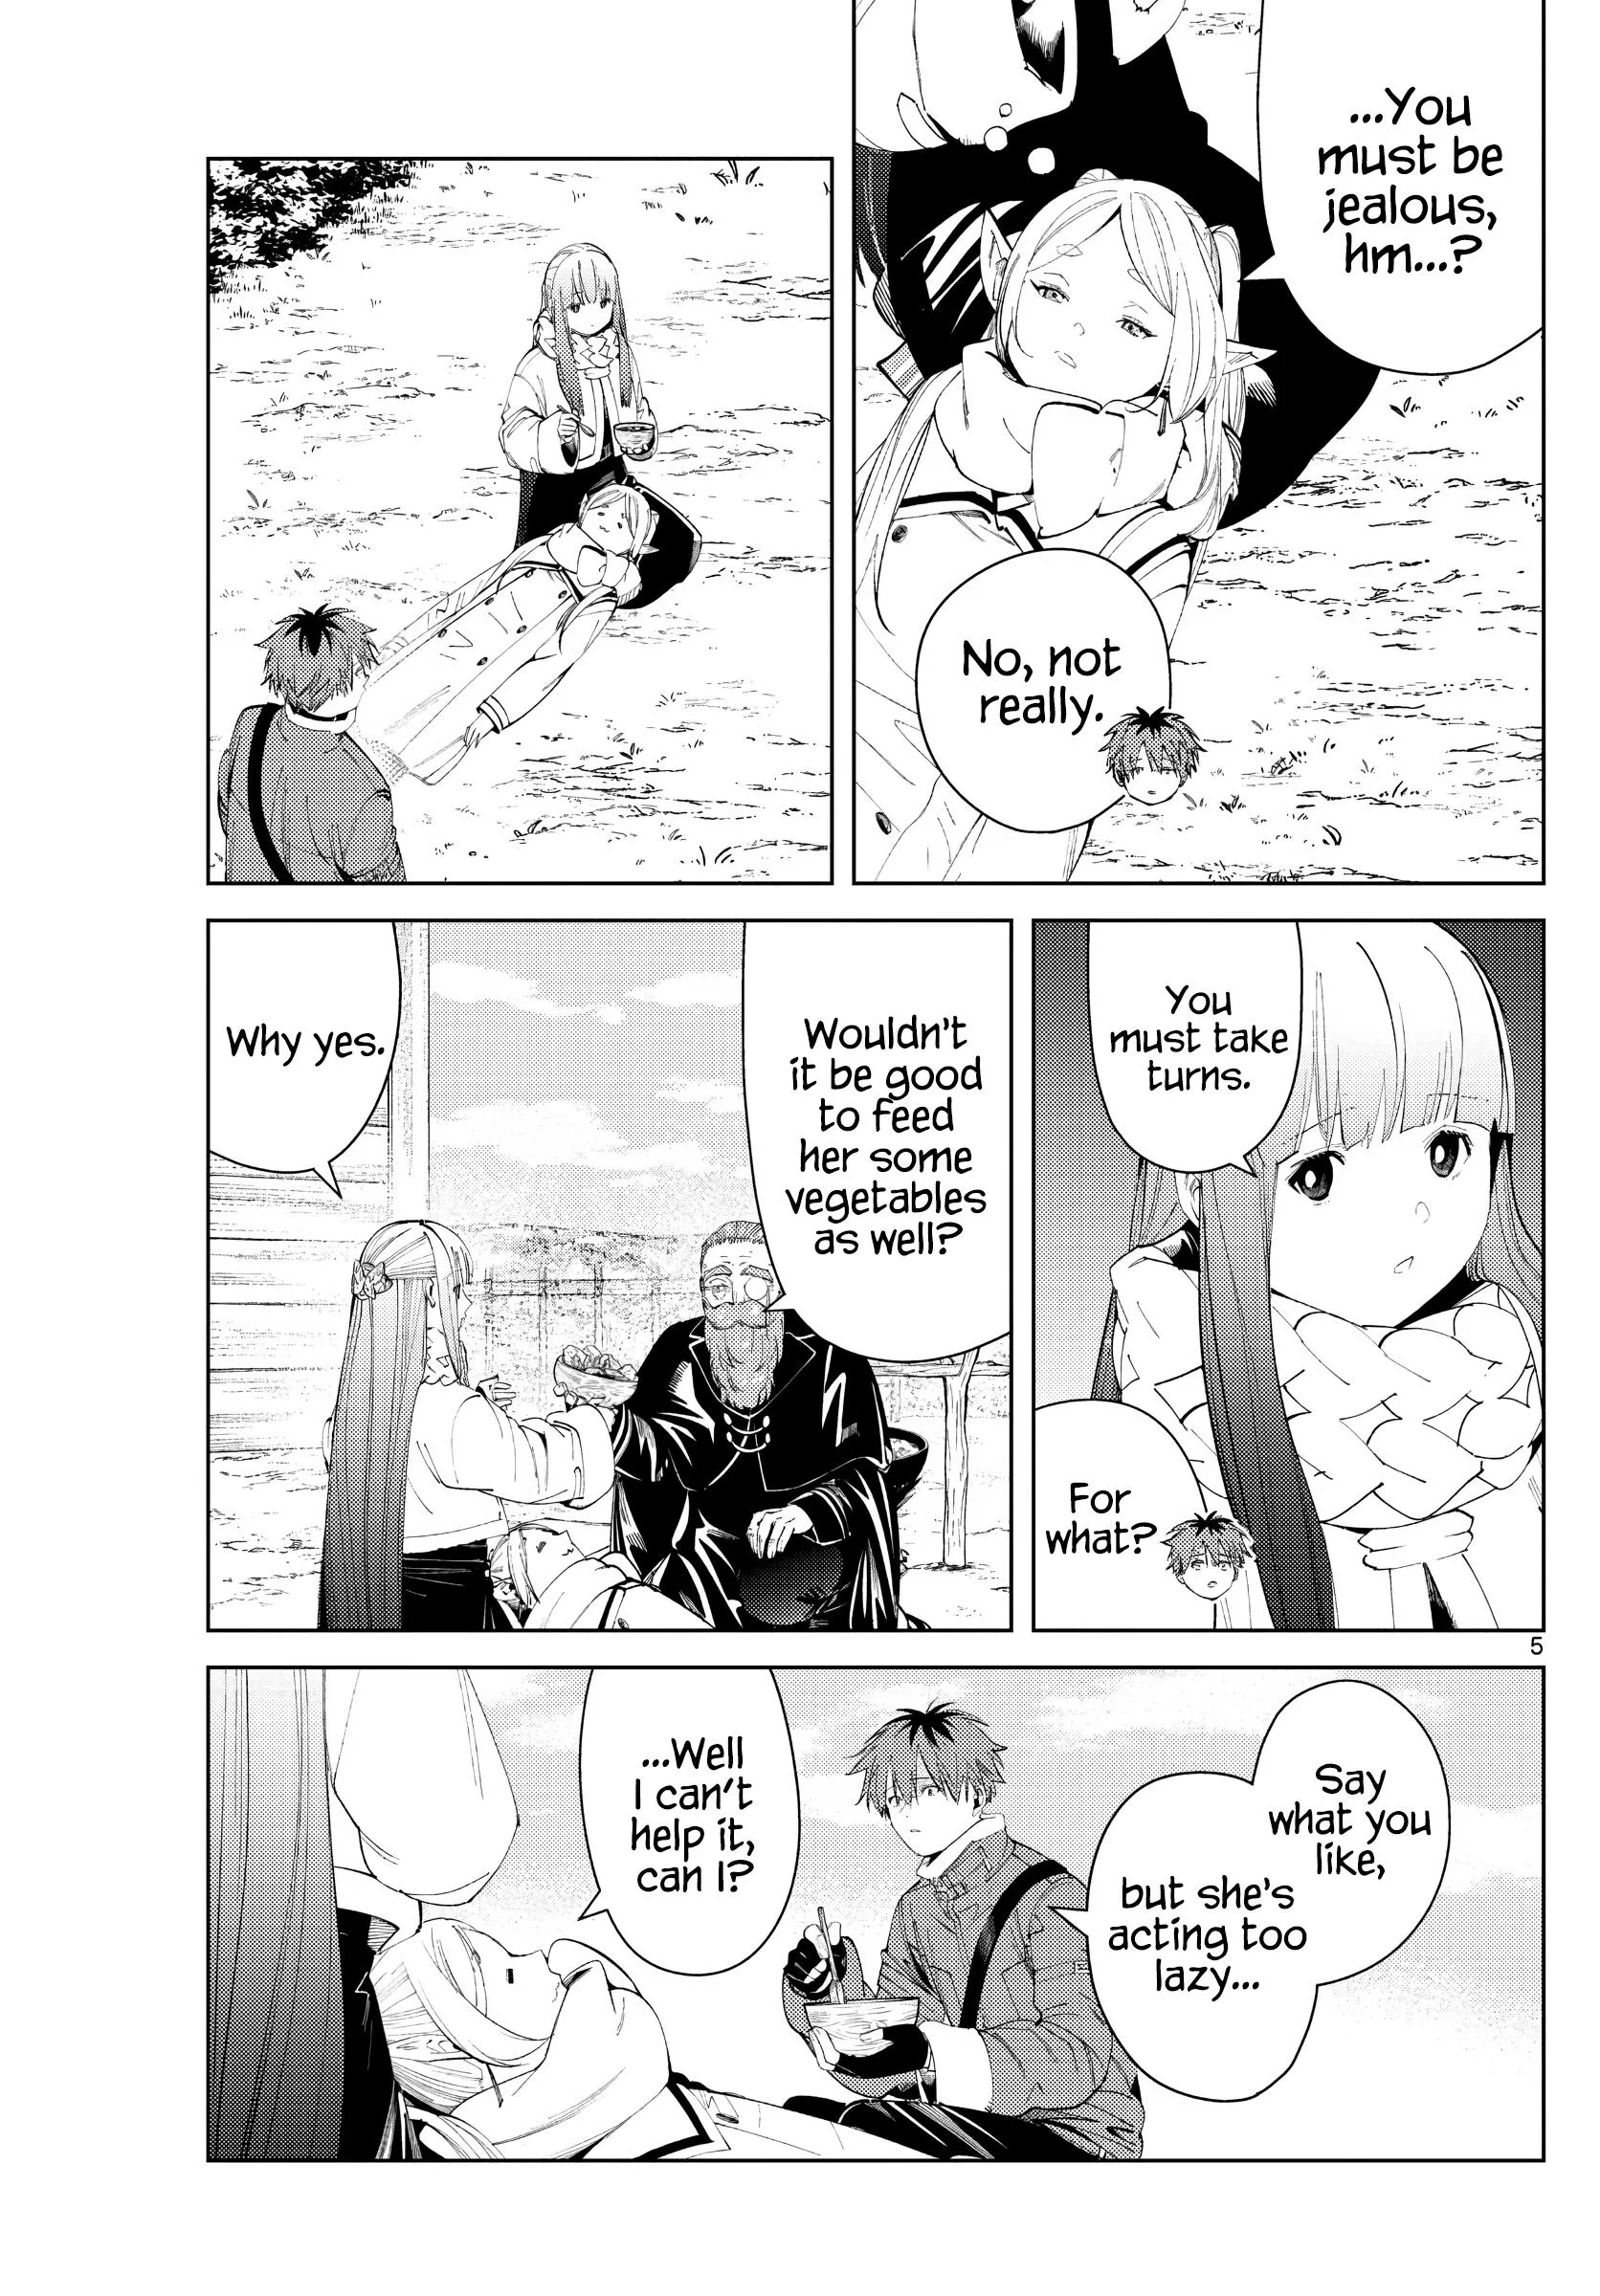 ...You
must be
jealous,
hm...?
No, not
really.
You
must take
turns.
For
what?
Wouldn't
it be good
to feed
her some
vegetables
as well?
Why yes.
Say
what you
like,
but she's
acting too
lazy...
...Well
I can't
help it,
can I?
5